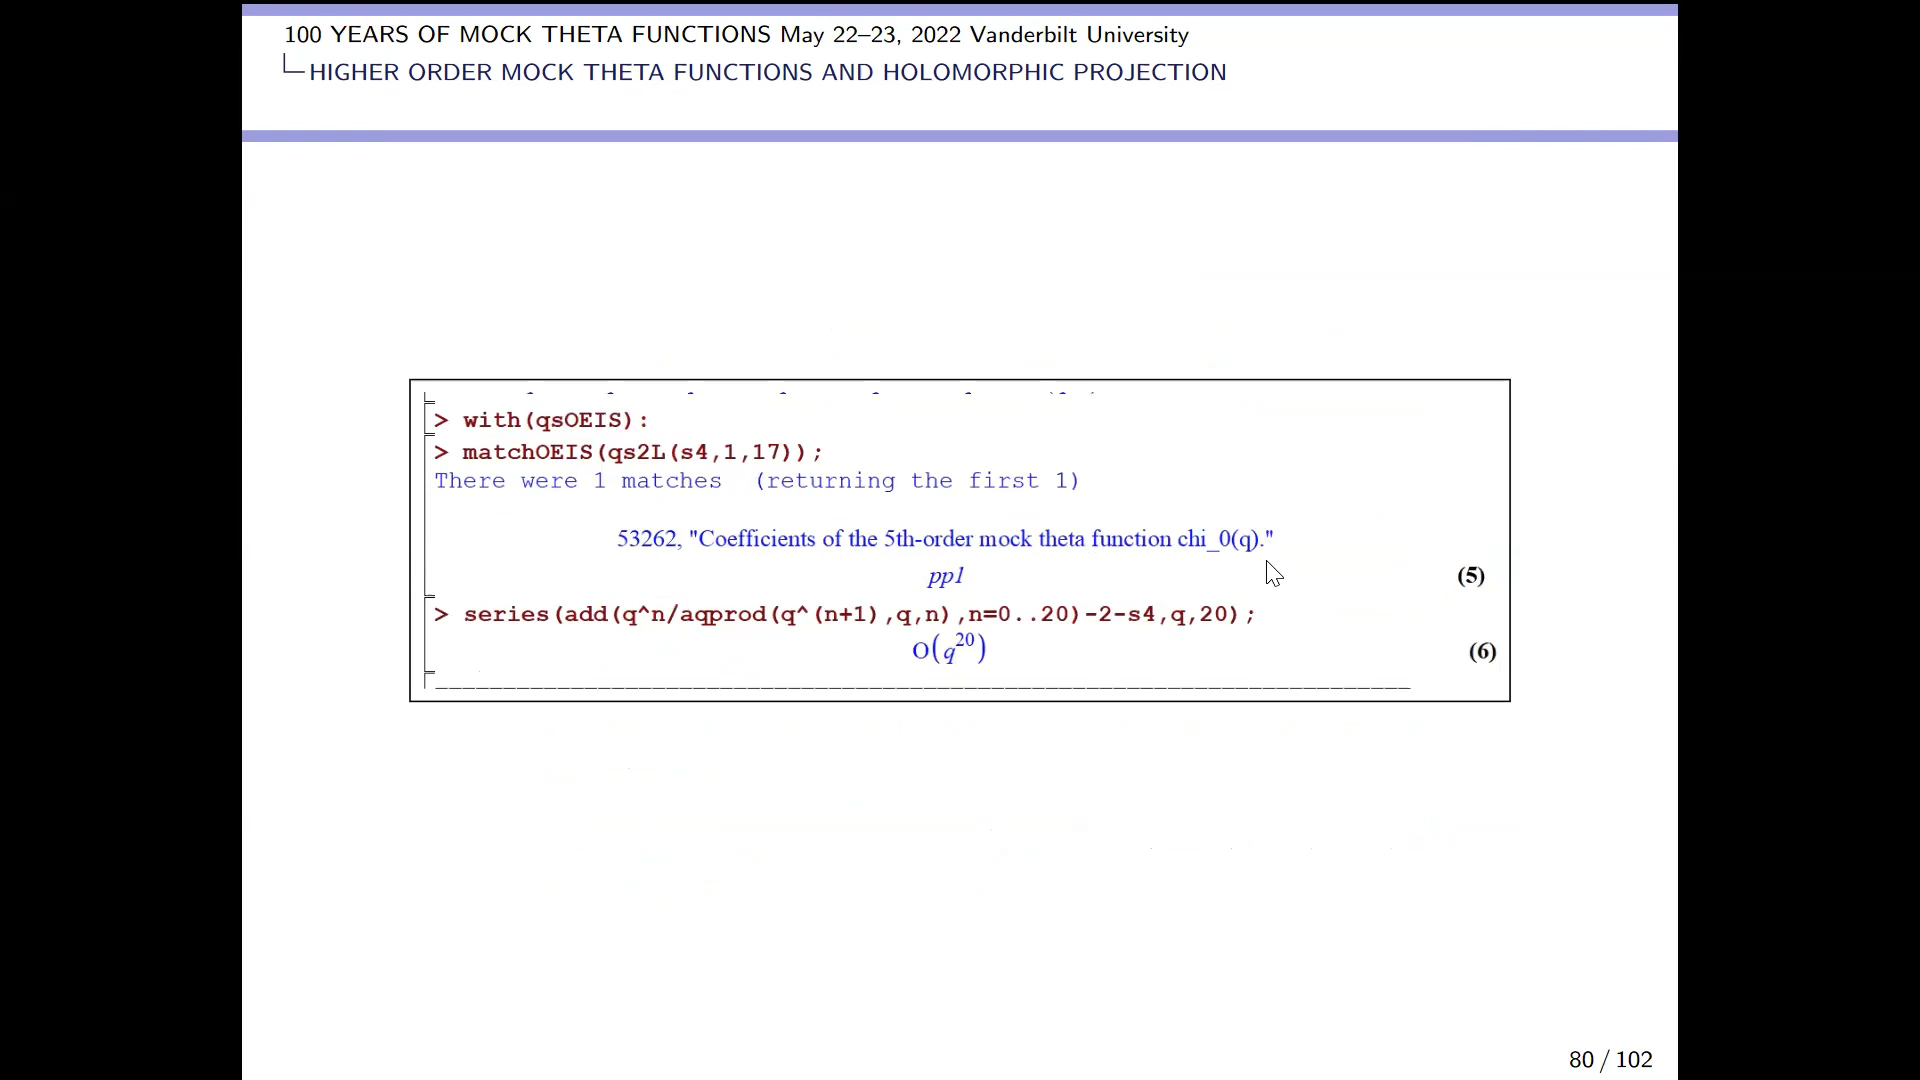 100 YEARS OF MOCK THETA FUNCTIONS May 22–23, 2022 Vanderbilt University
HIGHER ORDER MOCK THETA FUNCTIONS AND HOLOMORPHIC PROJECTION
> with(qsOEIS):
> matchOEIS(qs2L(s4,1,17));
There were 1 matches (returning the first 1)
53262, "Coefficients of the 5th-order mock theta function chi_0(q)."
pp1 (5)
> series(add(q^n/aqprod(q^(n+1),q,n),n=0..20)-2-s4,q,20);
O(q^20) (6)
80 / 102